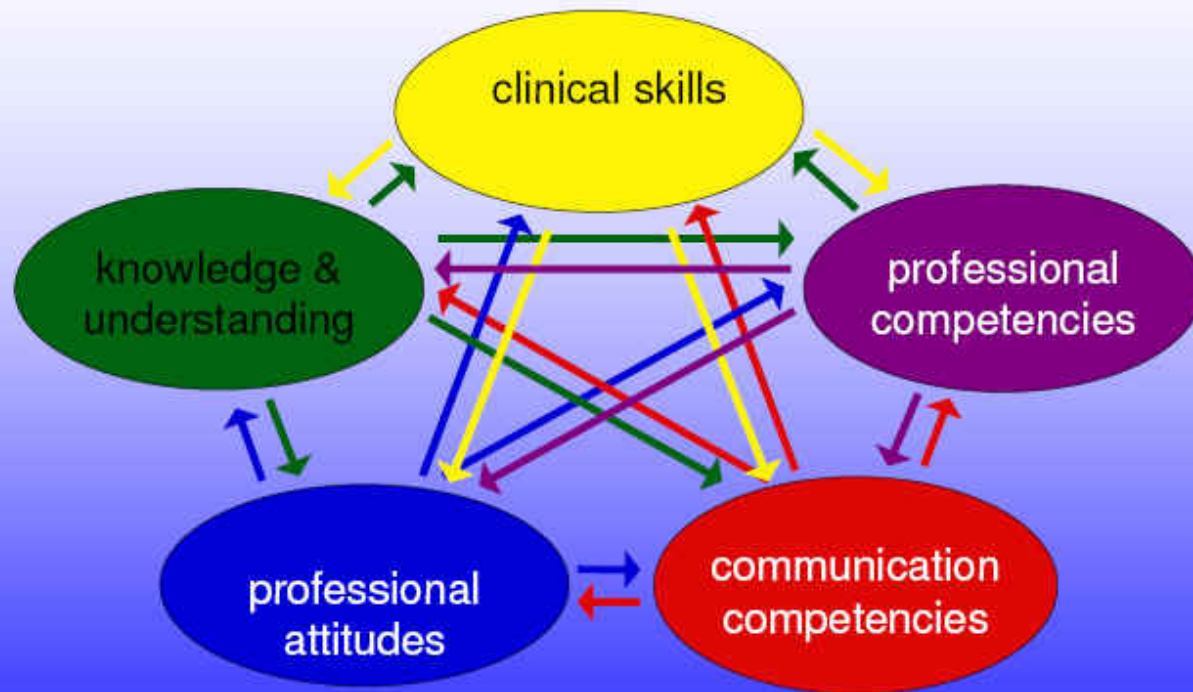 clinical skills
knowledge &
understanding
professional
competencies
professional
attitudes
communication
competencies